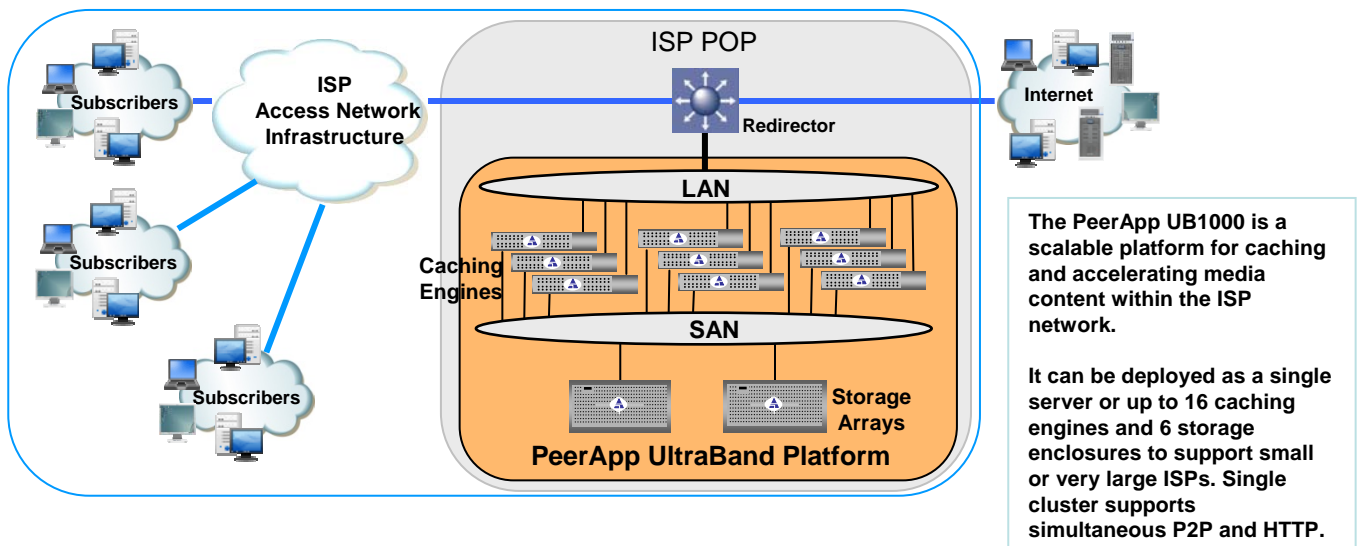 ISP POP
Subscribers
ISP
Access Network
Infrastructure
Redirector
Internet
LAN
Subscribers
Caching
Engines
SAN
Subscribers
Storage
Arrays
PeerApp UltraBand Platform
The PeerApp UB1000 is a
scalable platform for caching
and accelerating media
content within the ISP
network.
It can be deployed as a single
server or up to 16 caching
engines and 6 storage
enclosures to support small
or very large ISPs. Single
cluster supports
simultaneous P2P and HTTP.